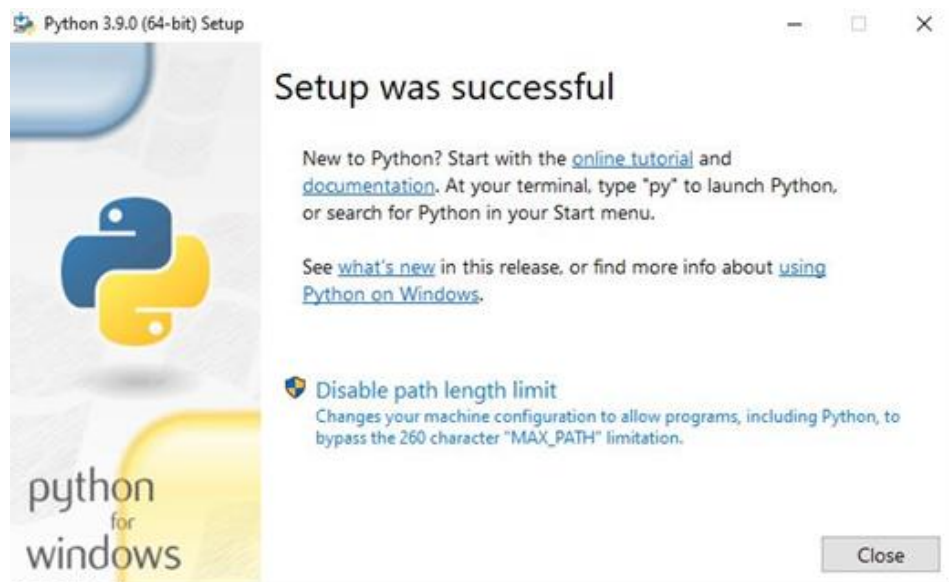 Python 3.9.0 (64-bit) Setup
Setup was successful
New to Python? Start with the online tutorial and
documentation. At your terminal, type "py" to launch Python,
or search for Python in your Start menu.
See what's new in this release, or find more info about using
Python on Windows.
Disable path length limit
Changes your machine configuration to allow programs, including Python, to
bypass the 260 character "MAX_PATH" limitation.
python
for
windows
Close